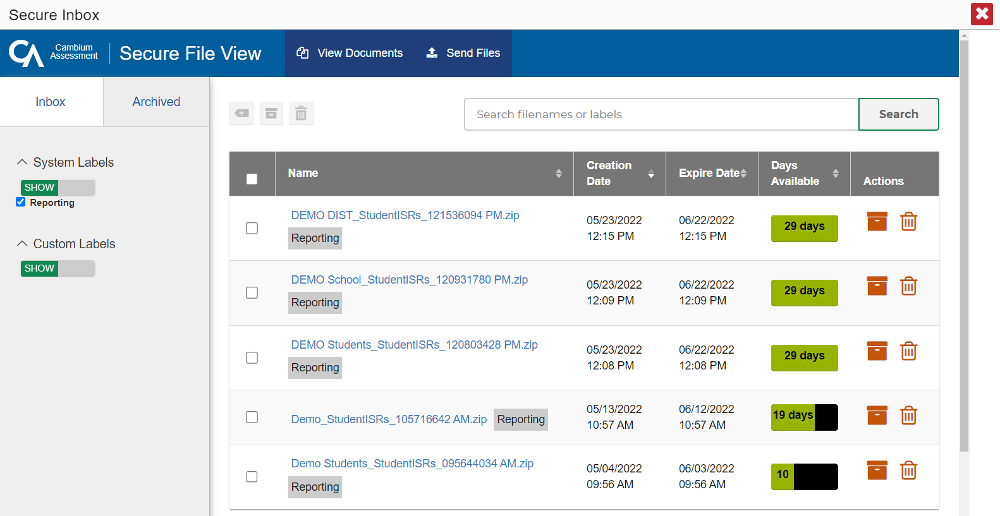 Secure Inbox
Cambium
Assessment
Secure File View
View Documents
Send Files
Inbox
Archived
Search filenames or labels
Search
System Labels
SHOW
Reporting
Custom Labels
SHOW
Name
Creation
Date
Expire Date
Days
Available
Actions
DEMO DIST_StudentISRs_121536094 PM.zip
Reporting
05/23/2022
12:15 PM
06/22/2022
12:15 PM
29 days
DEMO School_StudentISRs_120931780 PM.zip
Reporting
05/23/2022
12:09 PM
06/22/2022
12:09 PM
29 days
DEMO Students_StudentISRs_120803428 PM.zip
Reporting
05/23/2022
12:08 PM
06/22/2022
12:08 PM
29 days
Demo_StudentISRs_105716642 AM.zip Reporting
05/13/2022
10:57 AM
06/12/2022
10:57 AM
19 days
Demo Students_StudentISRs_095644034 AM.zip
Reporting
05/04/2022
09:56 AM
06/03/2022
09:56 AM
10